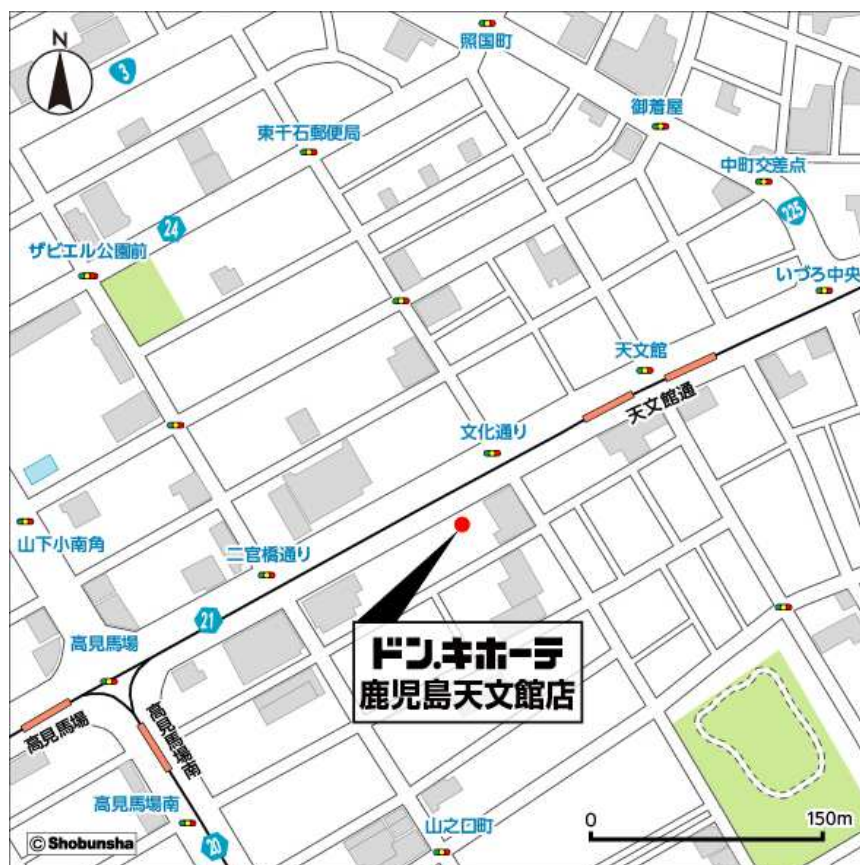 N
照国町
3
御着屋
東千石郵便局
中町交差点
24
225
ザビエル公園前
いづろ中央
天文館
天文館通
文化通り
山下小南角
二官橋通り
21
高見馬場
ドン.キホーテ
鹿児島天文館店
高見馬場
高見馬場南
高見馬場南
山之口町
0
150m
© Shobunsha
20